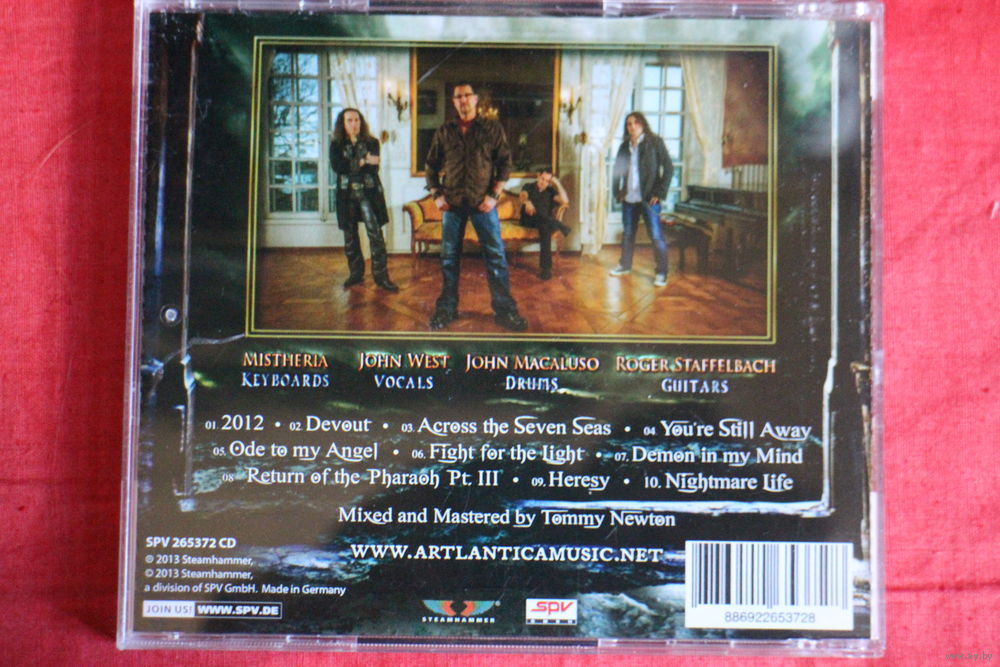 MISTHERIA JOHN WEST JOHN MACALUSO ROGER STAFFELBACH
KEYBOARDS VOCALS DRUMS GUITARS
01 2012 • 02 Devout • 03 Across the Seven Seas • 04 You're Still Away
05 Ode to my Angel • 06 Fight for the Light • 07 Demon in my Mind
08 Return of the Pharaoh Pt. III • 09 Heresy • 10. Nightmare Life
Mixed and Mastered by Tommy Newton
WWW.ARTLANTICAMUSIC.NET
SPV 265372 CD
℗ 2013 Steamhammer,
© 2013 Steamhammer,
a division of SPV GmbH. Made in Germany
JOIN US! WWW.SPV.DE
STEAMHAMMER
SPV
886922653728